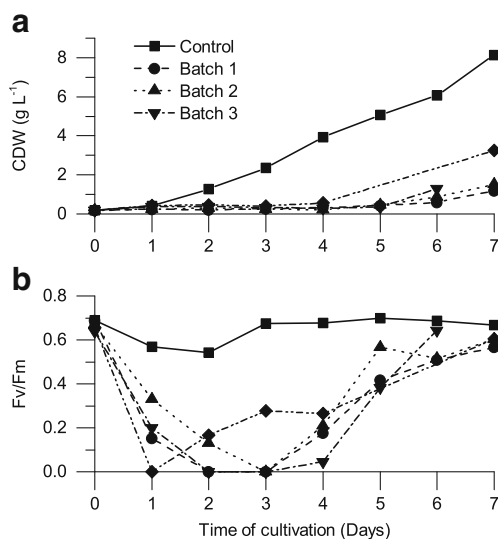 a
CDW (g L-1)
8
6
4
2
0
Control
Batch 1
Batch 2
Batch 3
0 1 2 3 4 5 6 7
b
Fv/Fm
0.8
0.6
0.4
0.2
0.0
0 1 2 3 4 5 6 7
Time of cultivation (Days)